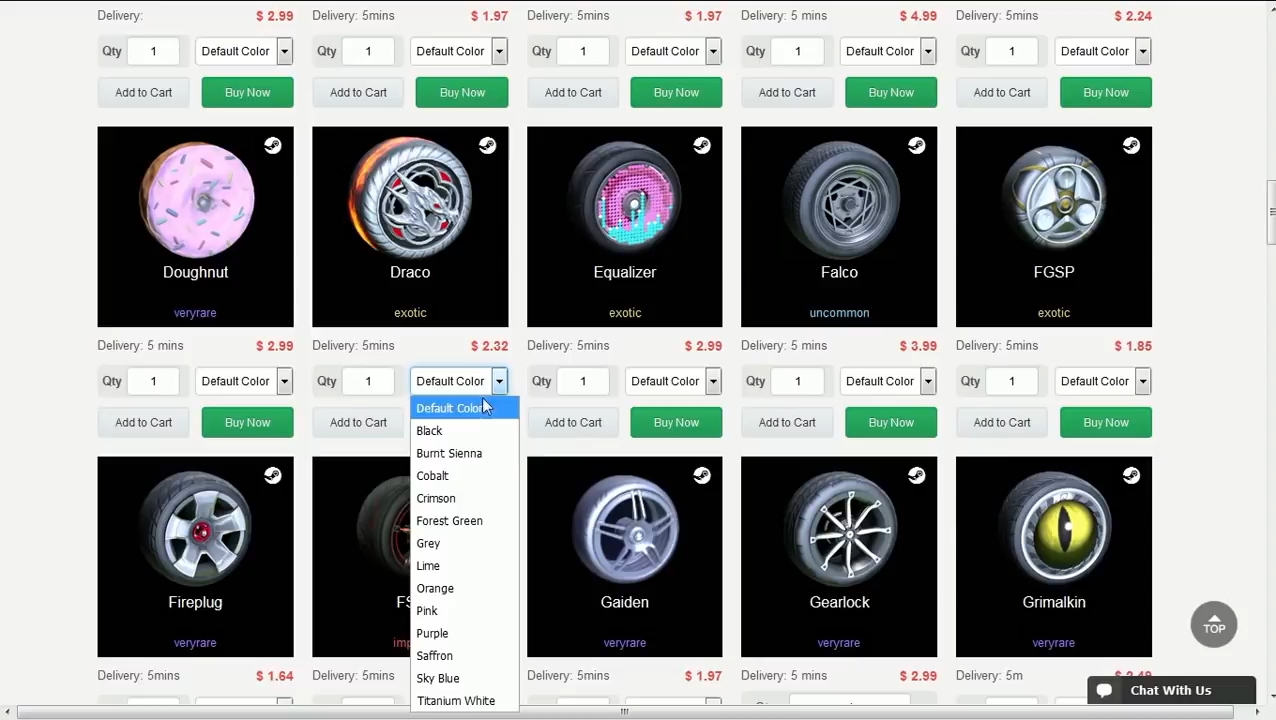 Delivery: $ 2.99 Delivery: 5mins $ 1.97 Delivery: 5mins $ 1.97 Delivery: 5 mins $ 4.99 Delivery: 5mins $ 2.24
Qty 1 Default Color Qty 1 Default Color Qty 1 Default Color Qty 1 Default Color Qty 1 Default Color
Add to Cart Buy Now Add to Cart Buy Now Add to Cart Buy Now Add to Cart Buy Now Add to Cart Buy Now
Doughnut Draco Equalizer Falco FGSP
veryrare exotic exotic uncommon exotic
Delivery: 5 mins $ 2.99 Delivery: 5mins $ 2.32 Delivery: 5mins $ 2.99 Delivery: 5 mins $ 3.99 Delivery: 5mins $ 1.85
Qty 1 Default Color Qty 1 Default Color Qty 1 Default Color Qty 1 Default Color Qty 1 Default Color
Add to Cart Buy Now Add to Cart Add to Cart Buy Now Add to Cart Buy Now Add to Cart Buy Now
Default Color
Black
Burnt Sienna
Cobalt
Crimson
Forest Green
Grey
Lime
Orange
Pink
Purple
Saffron
Sky Blue
Titanium White
Fireplug Gaiden Gearlock Grimalkin
veryrare veryrare veryrare veryrare
TOP
Delivery: 5mins $ 1.64 Delivery: 5mins Delivery: 5mins $ 1.97 Delivery: 5mins $ 2.99 Delivery: 5m $ 2.49
Chat With Us